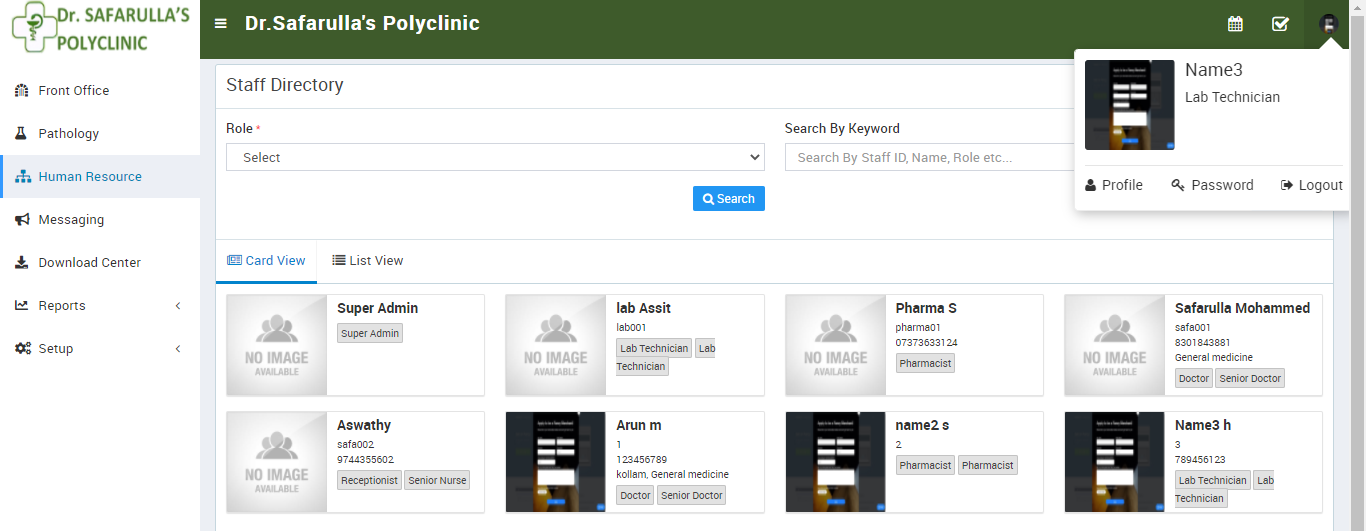 Dr. SAFARULLA'S
POLYCLINIC
Dr.Safarulla's Polyclinic
Front Office
Pathology
Human Resource
Messaging
Download Center
Reports
Setup
Staff Directory
Role *
Select
Search By Keyword
Search By Staff ID, Name, Role etc...
Search
Name3
Lab Technician
Profile
Password
Logout
Card View
List View
NO IMAGE
AVAILABLE
Super Admin
Super Admin
NO IMAGE
AVAILABLE
lab Assit
lab001
Lab Technician Lab
Technician
NO IMAGE
AVAILABLE
Pharma S
pharma01
07373633124
Pharmacist
NO IMAGE
AVAILABLE
Safarulla Mohammed
safa001
8301843881
General medicine
Doctor Senior Doctor
NO IMAGE
AVAILABLE
Aswathy
safa002
9744355602
Receptionist Senior Nurse
Arun m
1
123456789
kollam, General medicine
Doctor Senior Doctor
name2 s
2
Pharmacist Pharmacist
Name3 h
3
789456123
Lab Technician Lab
Technician